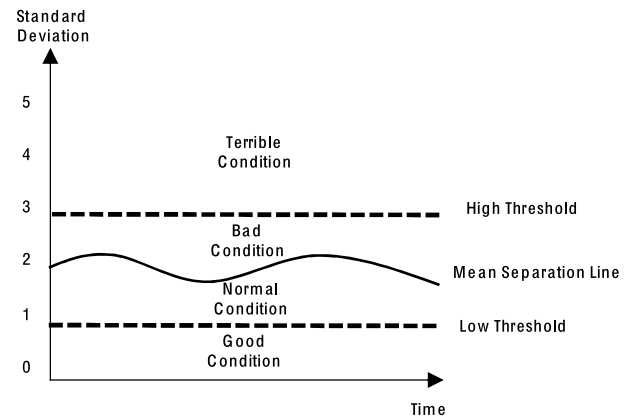 Standard
Deviation
5
Terrible
4
Condition
3
High Threshold
Bad
Condition
2
Mean Separation Line
Normal
Condition
1
Low Threshold
Good
Condition
0
Time